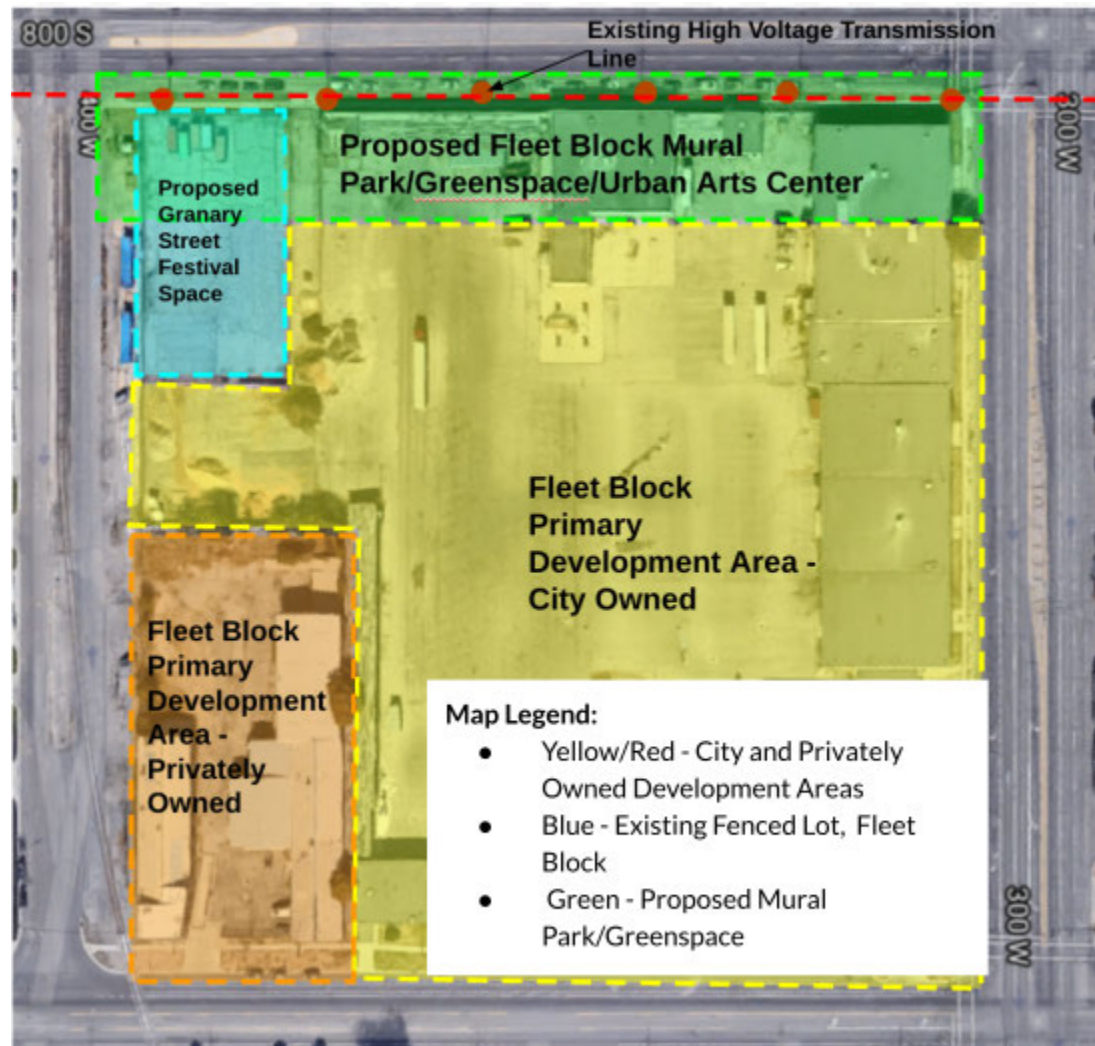 800 S
Existing High Voltage Transmission
Line
400 W
200 W
Proposed Fleet Block Mural
Park/Greenspace/Urban Arts Center
Proposed
Granary
Street
Festival
Space
Fleet Block
Primary
Development Area -
City Owned
Fleet Block
Primary
Development
Area -
Privately
Owned
Map Legend:
● Yellow/Red - City and Privately
Owned Development Areas
● Blue - Existing Fenced Lot, Fleet
Block
● Green - Proposed Mural
Park/Greenspace
300 W